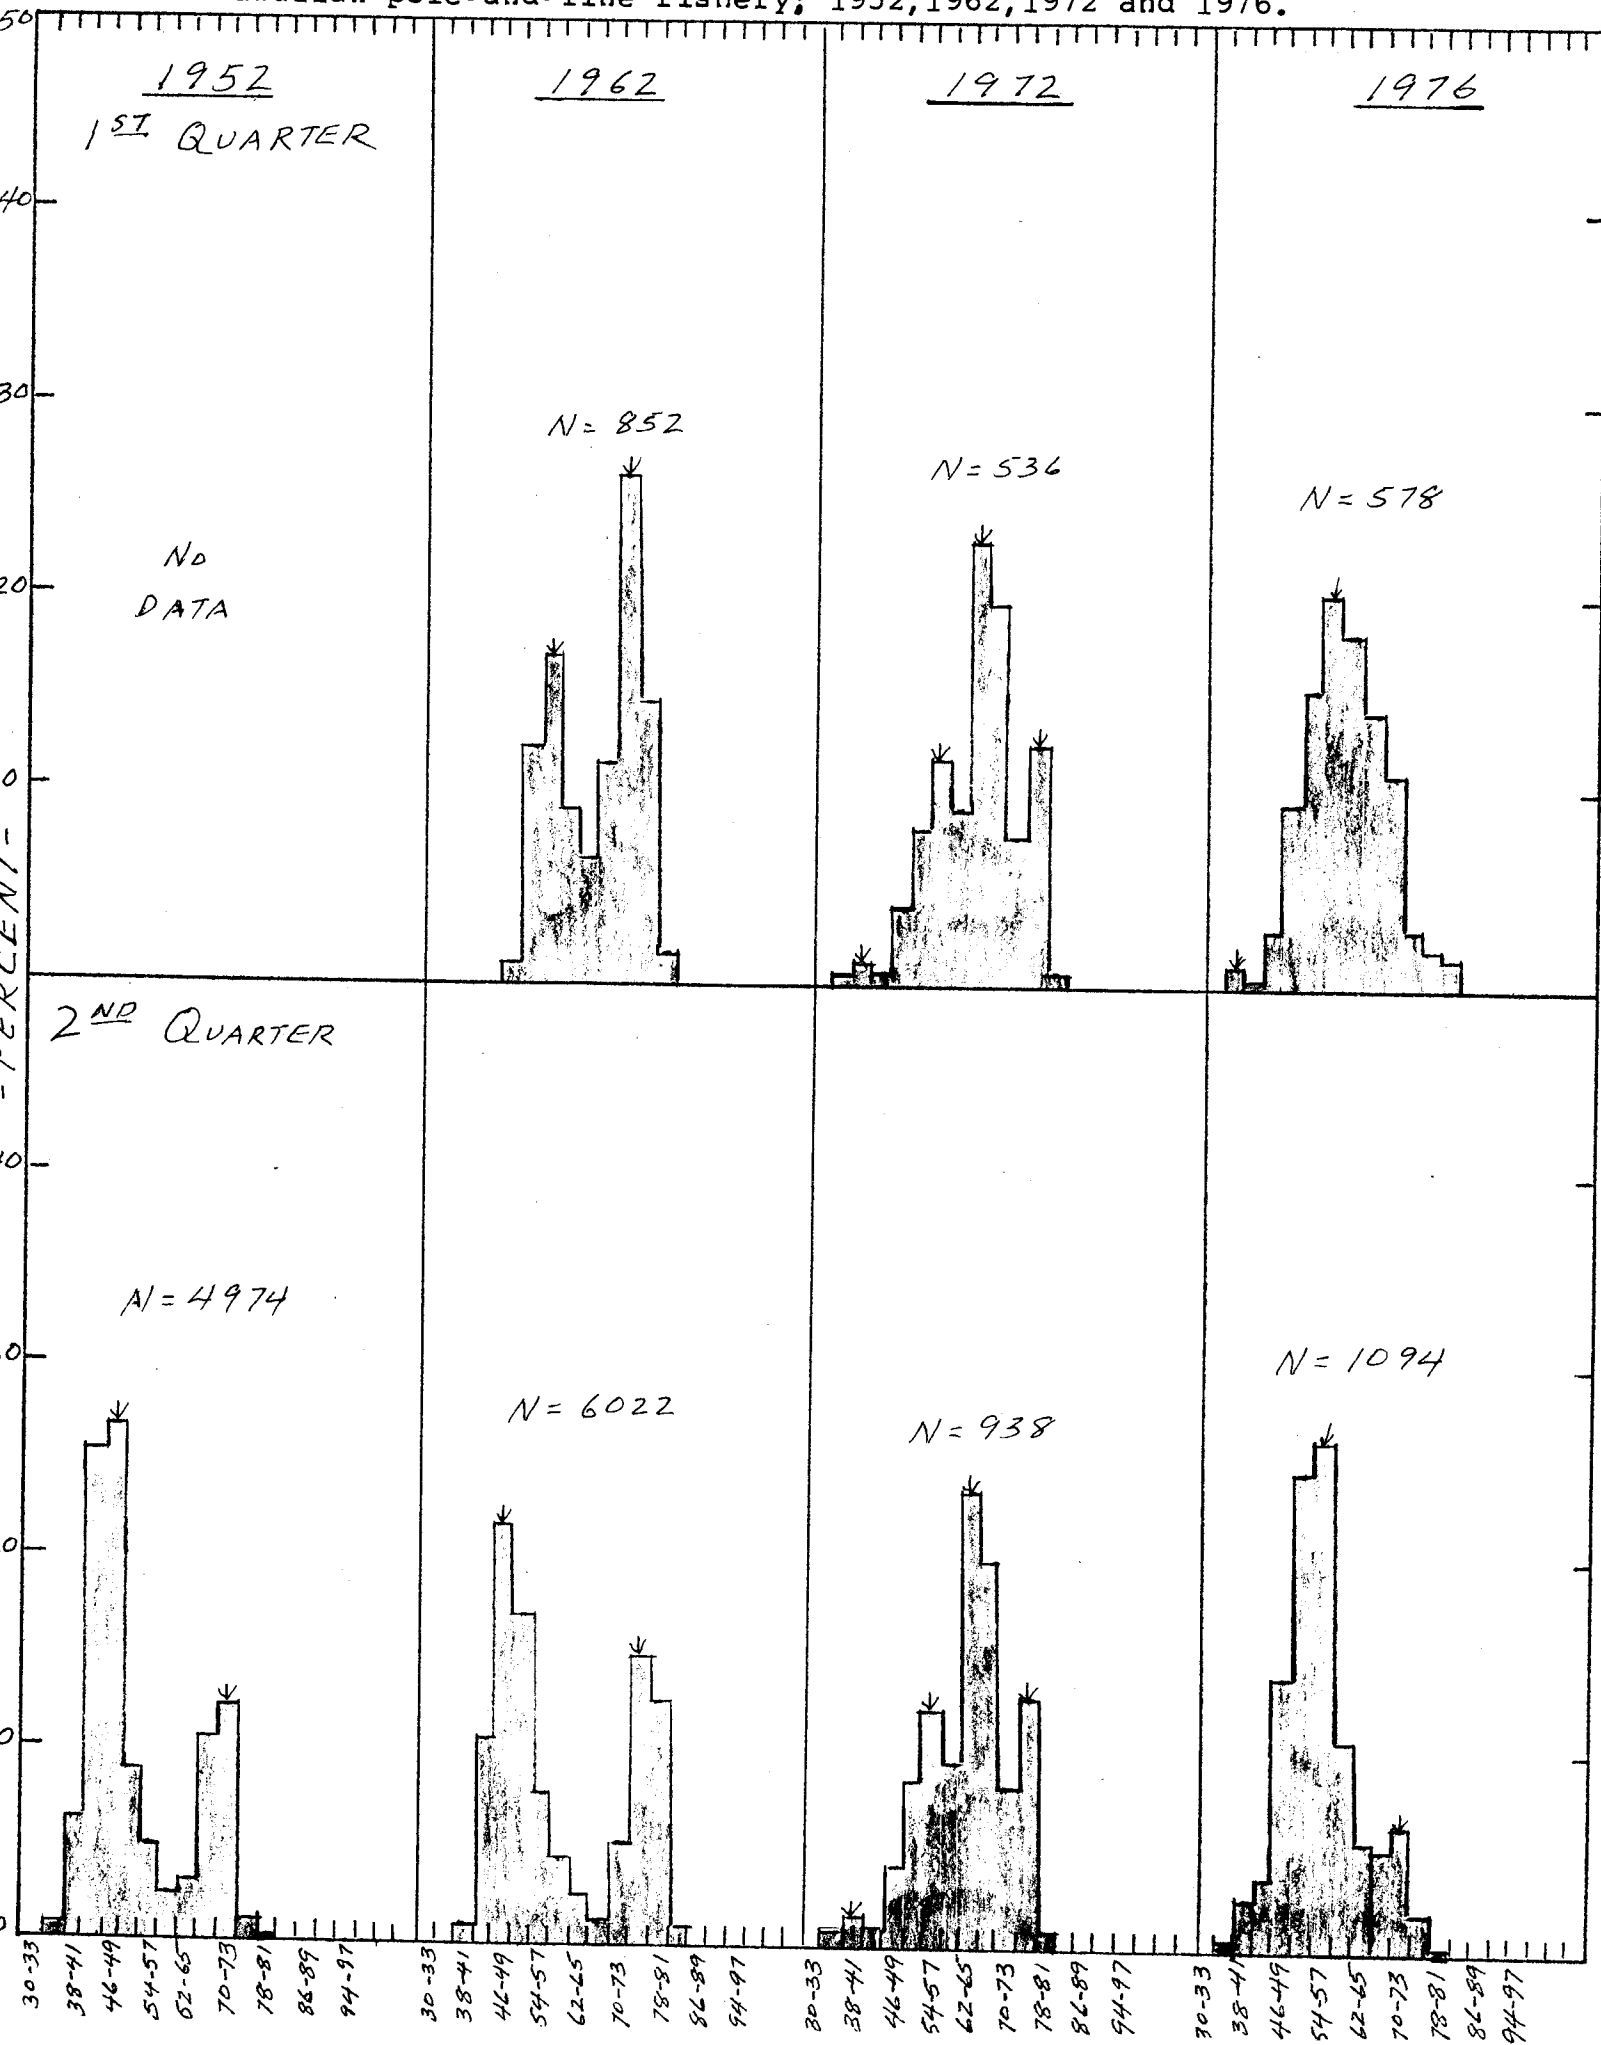 pole-and-line fishery; 1952,1962,1972 and 1976.
50
1952
1962
1972
1976
1ST QUARTER
40
30
N= 852
N= 536
N= 578
NO
DATA
20
0
- PERCENT -
2ND QUARTER
N= 4974
N= 6022
N= 938
N= 1094
30-33 38-41 46-49 54-57 62-65 70-73 78-81 86-89 94-97
30-33 38-41 46-49 54-57 62-65 70-73 78-81 86-89 94-97
30-33 38-41 46-49 54-57 62-65 70-73 78-81 86-89 94-97
30-33 38-41 46-49 54-57 62-65 70-73 78-81 86-89 94-97